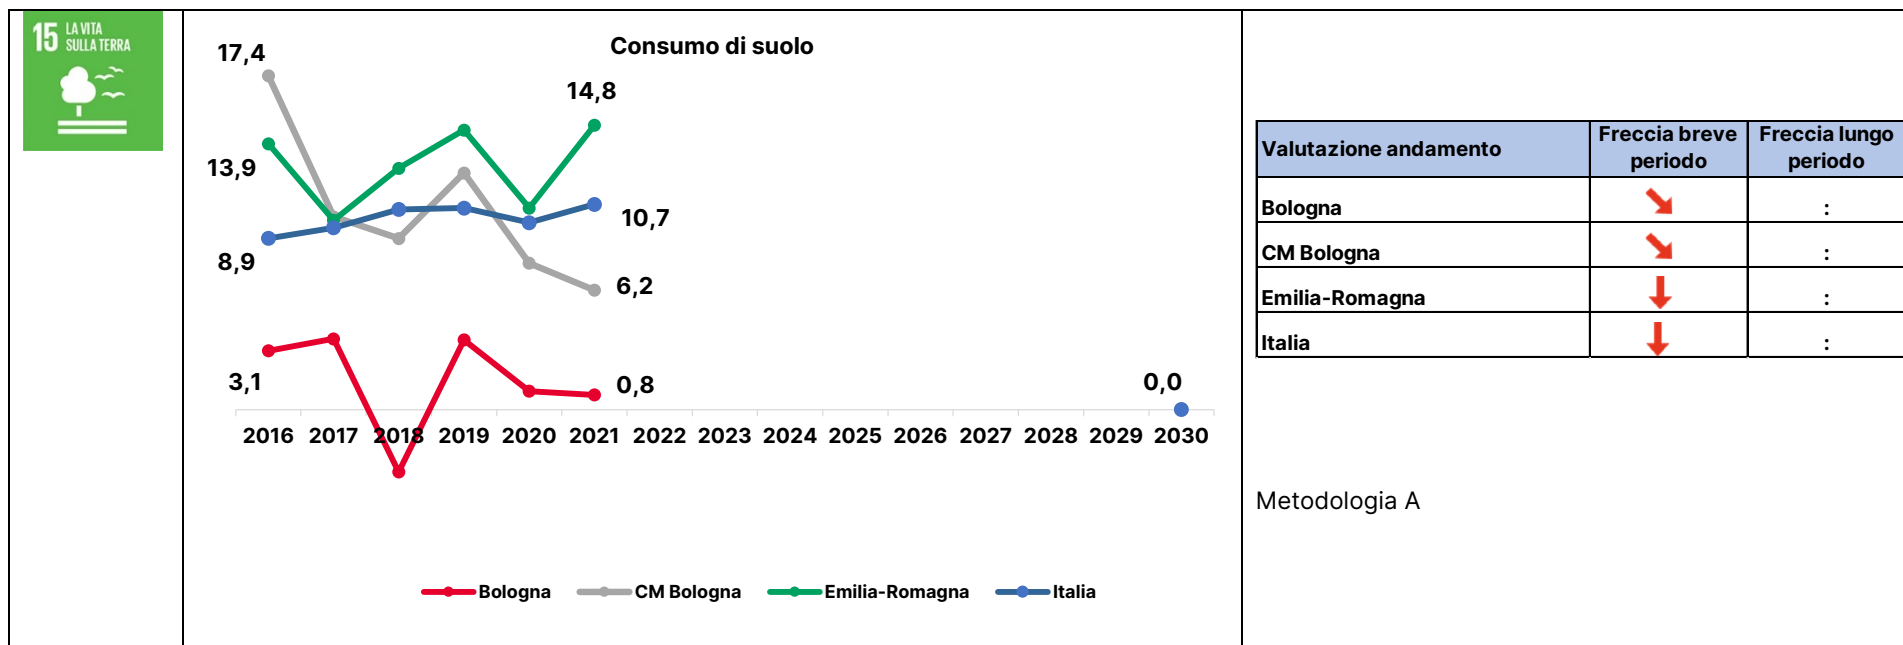 15 LA VITA
SULLA TERRA
Consumo di suolo
17,4
14,8
13,9
10,7
8,9
6,2
3,1
0,8
0,0
2016 2017 2018 2019 2020 2021 2022 2023 2024 2025 2026 2027 2028 2029 2030
Bologna CM Bologna Emilia-Romagna Italia
Valutazione andamento Freccia breve periodo Freccia lungo periodo
Bologna :
CM Bologna :
Emilia-Romagna :
Italia :
Metodologia A